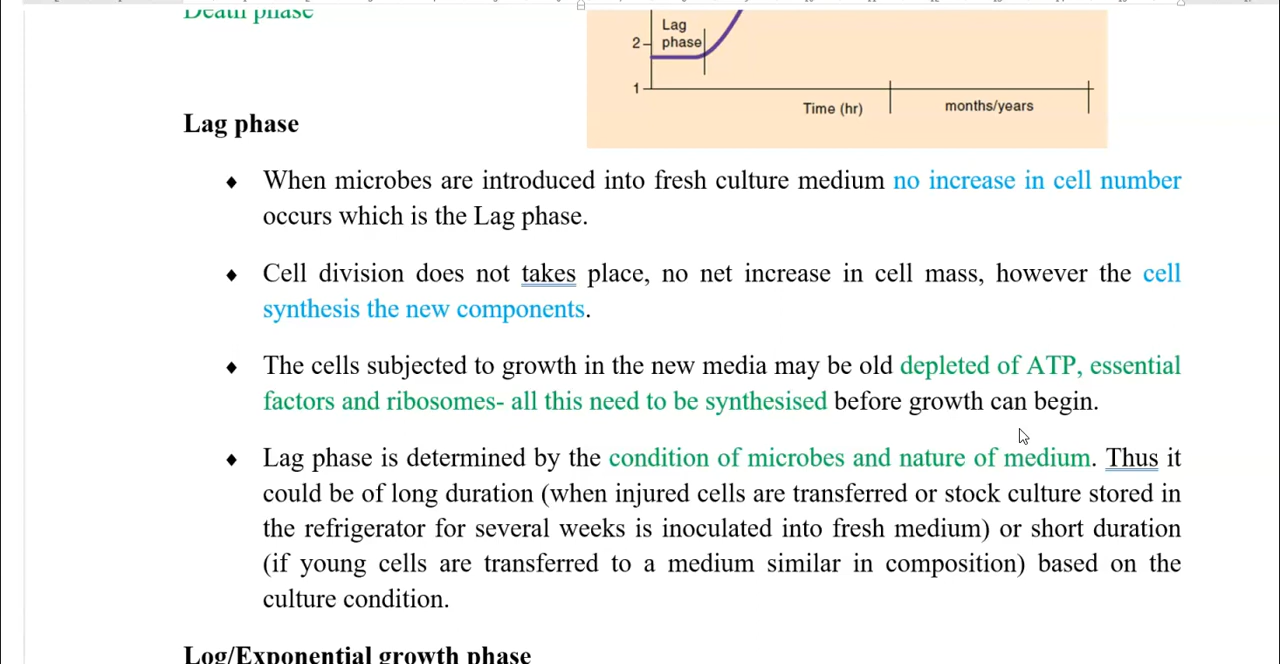 Death phase
Lag
phase
2
1
Time (hr)
months/years
Lag phase
♦ When microbes are introduced into fresh culture medium no increase in cell number
occurs which is the Lag phase.
♦ Cell division does not takes place, no net increase in cell mass, however the cell
synthesis the new components.
♦ The cells subjected to growth in the new media may be old depleted of ATP, essential
factors and ribosomes- all this need to be synthesised before growth can begin.
♦ Lag phase is determined by the condition of microbes and nature of medium. Thus it
could be of long duration (when injured cells are transferred or stock culture stored in
the refrigerator for several weeks is inoculated into fresh medium) or short duration
(if young cells are transferred to a medium similar in composition) based on the
culture condition.
Log/Exponential growth phase